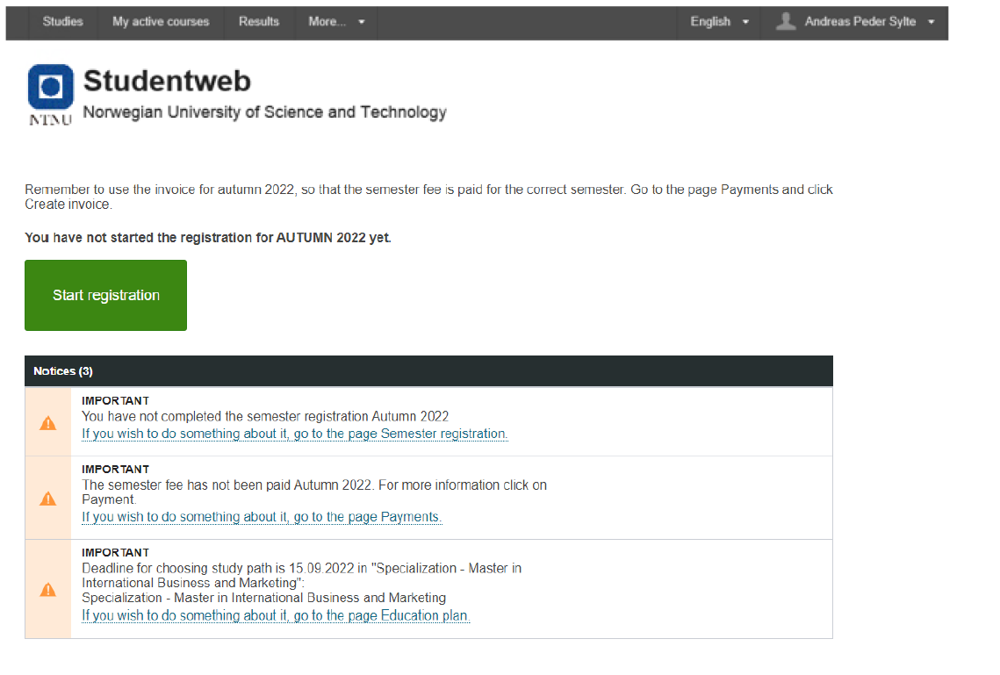 Studies My active courses Results More... English Andreas Peder Sylte
Studentweb
NTNU
Norwegian University of Science and Technology
Remember to use the invoice for autumn 2022, so that the semester fee is paid for the correct semester. Go to the page Payments and click
Create invoice.
You have not started the registration for AUTUMN 2022 yet.
Start registration
Notices (3)
IMPORTANT
You have not completed the semester registration Autumn 2022
If you wish to do something about it, go to the page Semester registration.
IMPORTANT
The semester fee has not been paid Autumn 2022. For more information click on
Payment.
If you wish to do something about it, go to the page Payments.
IMPORTANT
Deadline for choosing study path is 15.09.2022 in "Specialization - Master in
International Business and Marketing":
Specialization - Master in International Business and Marketing
If you wish to do something about it, go to the page Education plan.